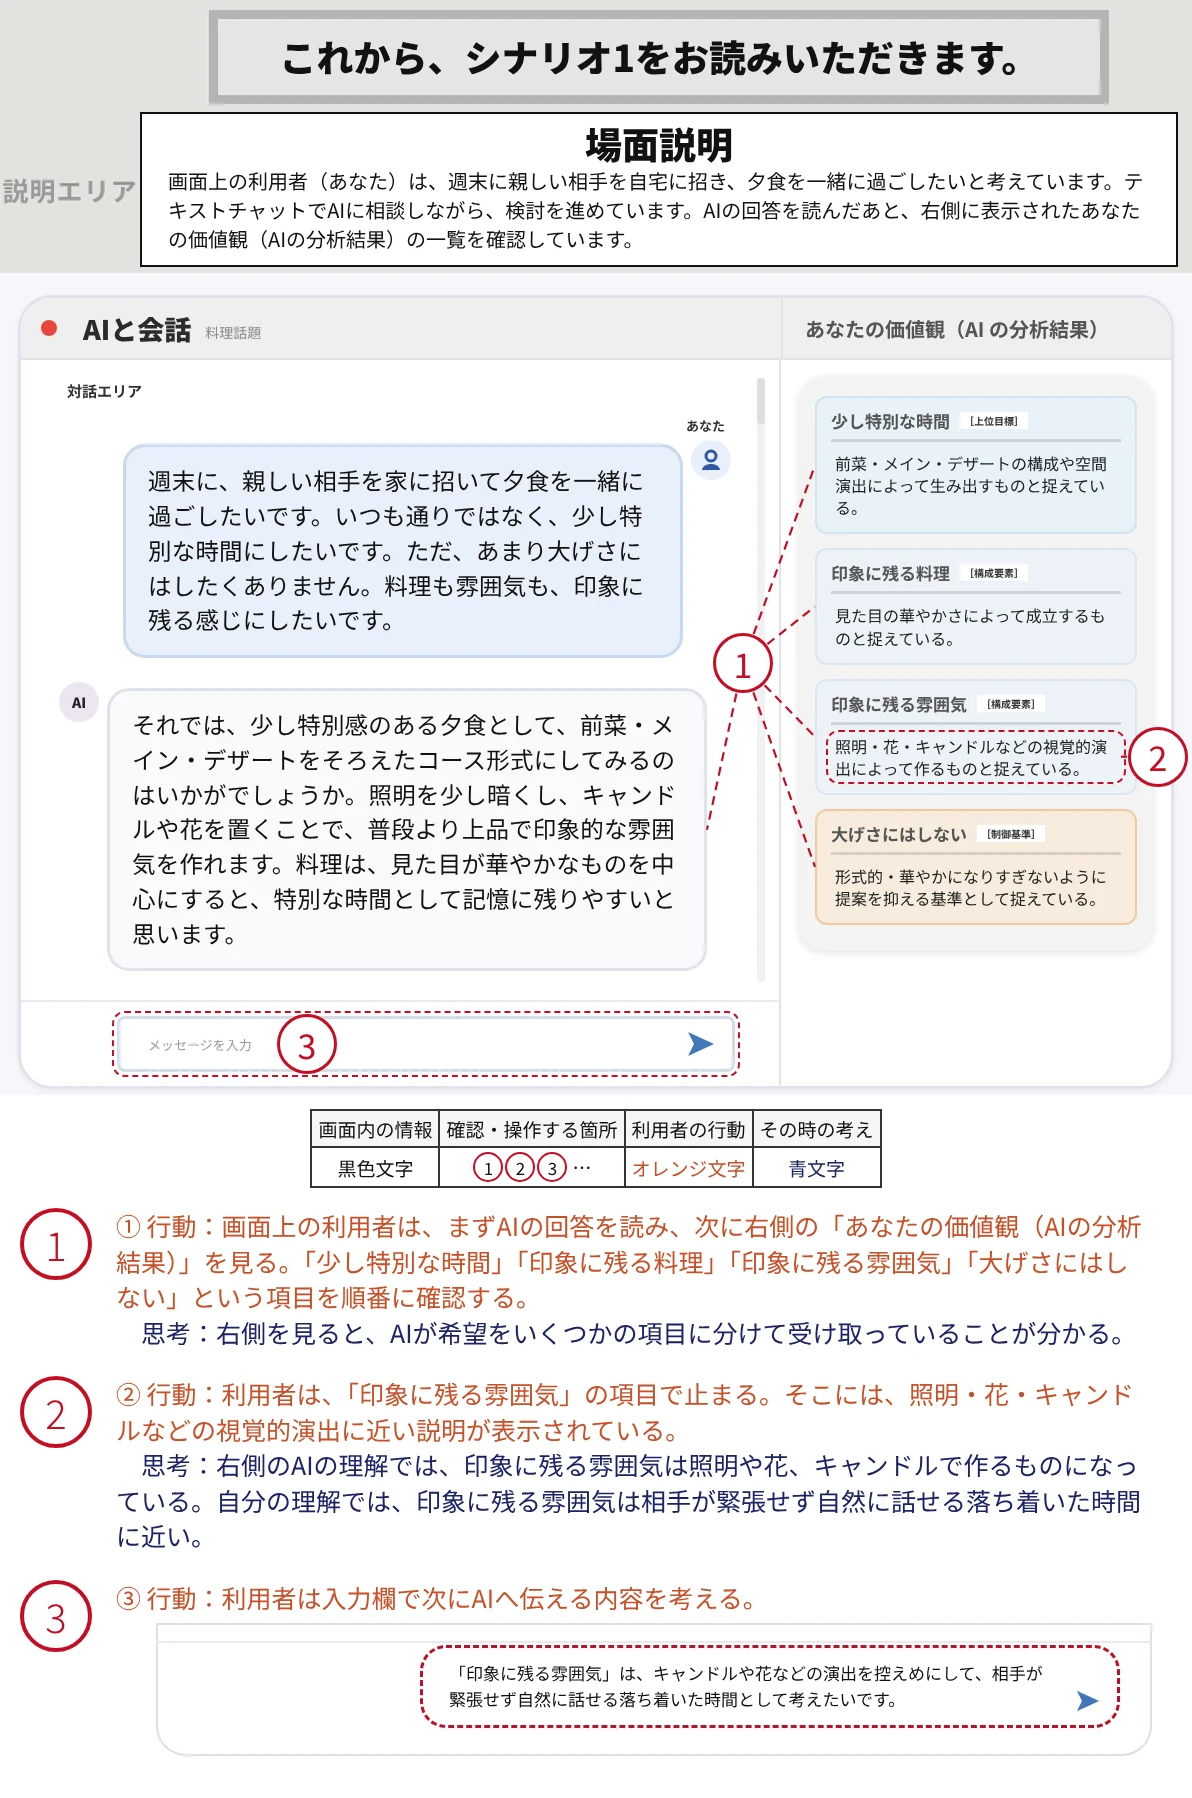 これから、シナリオ1をお読みいただきます。
説明エリア
場面説明
画面上の利用者（あなた）は、週末に親しい相手を自宅に招き、夕食を一緒に過ごしたいと考えています。テ
キストチャットでAIに相談しながら、検討を進めています。AIの回答を読んだあと、右側に表示されたあなた
の価値観（AIの分析結果）の一覧を確認しています。
AIと会話 料理話題
対話エリア
あなた
週末に、親しい相手を家に招いて夕食を一緒に
過ごしたいです。いつも通りではなく、少し特
別な時間にしたいです。ただ、あまり大げさに
はしたくありません。料理も雰囲気も、印象に
残る感じにしたいです。
AI
それでは、少し特別感のある夕食として、前菜・メ
イン・デザートをそろえたコース形式にしてみるの
はいかがでしょうか。照明を少し暗くし、キャンド
ルや花を置くことで、普段より上品で印象的な雰囲
気を作れます。料理は、見た目が華やかなものを中
心にすると、特別な時間として記憶に残りやすいと
思います。
メッセージを入力
3
1
あなたの価値観（AI の分析結果）
少し特別な時間 [上位目標]
前菜・メイン・デザートの構成や空間
演出によって生み出すものと捉えてい
る。
印象に残る料理 [構成要素]
見た目の華やかさによって成立するも
のと捉えている。
印象に残る雰囲気 [構成要素]
照明・花・キャンドルなどの視覚的演
出によって作るものと捉えている。
2
大げさにはしない [制御基準]
形式的・華やかになりすぎないように
提案を抑える基準として捉えている。
画面内の情報 確認・操作する箇所 利用者の行動 その時の考え
黒色文字 1 2 3 … オレンジ文字 青文字
1
① 行動：画面上の利用者は、まずAIの回答を読み、次に右側の「あなたの価値観（AIの分析
結果）」を見る。「少し特別な時間」「印象に残る料理」「印象に残る雰囲気」「大げさにはし
ない」という項目を順番に確認する。
思考：右側を見ると、AIが希望をいくつかの項目に分けて受け取っていることが分かる。
2
② 行動：利用者は、「印象に残る雰囲気」の項目で止まる。そこには、照明・花・キャンド
ルなどの視覚的演出に近い説明が表示されている。
思考：右側のAIの理解では、印象に残る雰囲気は照明や花、キャンドルで作るものになっ
ている。自分の理解では、印象に残る雰囲気は相手が緊張せず自然に話せる落ち着いた時間
に近い。
3
③ 行動：利用者は入力欄で次にAIへ伝える内容を考える。
「印象に残る雰囲気」は、キャンドルや花などの演出を控えめにして、相手が
緊張せず自然に話せる落ち着いた時間として考えたいです。